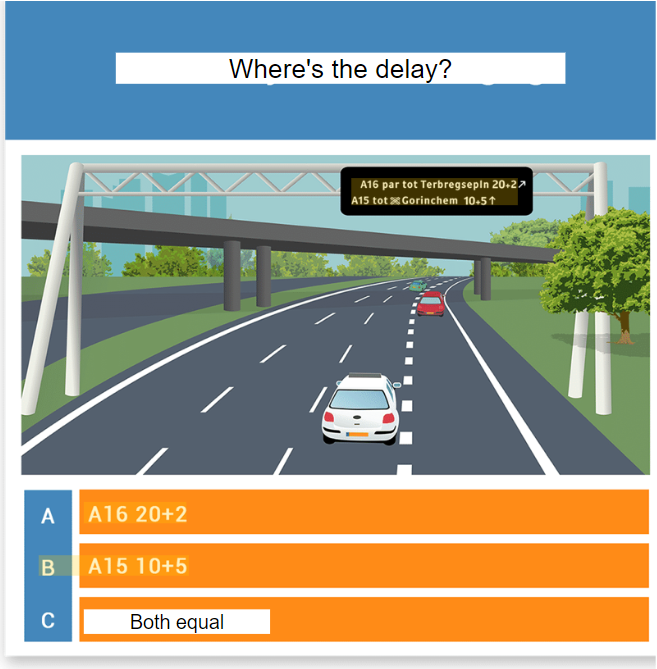 Where's the delay?
A16 par tot Terbregsepln 20+2↗
A15 tot ⌘ Gorinchem 10+5↑
A A16 20+2
B A15 10+5
C Both equal